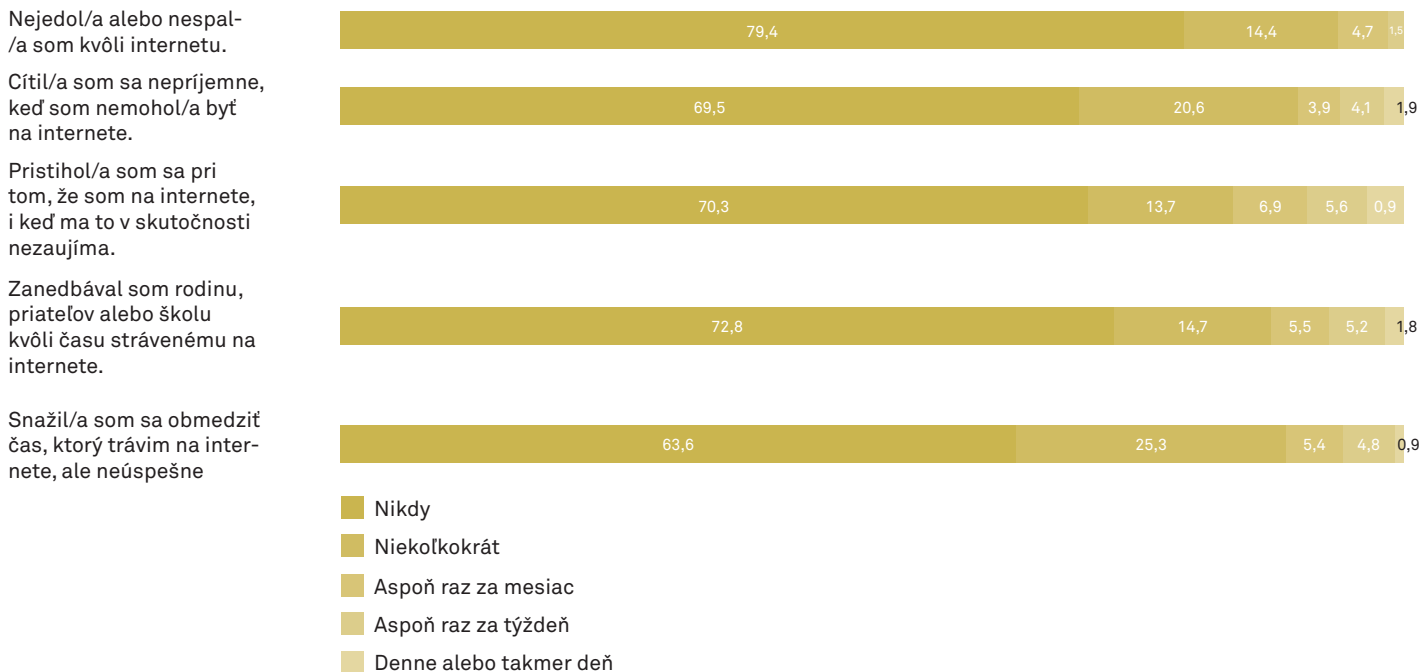 Nejedol/a alebo nespal-
/a som kvôli internetu.
79,4 14,4 4,7 1,5
Cítil/a som sa nepríjemne,
keď som nemohol/a byť
na internete.
69,5 20,6 3,9 4,1 1,9
Pristihol/a som sa pri
tom, že som na internete,
i keď ma to v skutočnosti
nezaujíma.
70,3 13,7 6,9 5,6 0,9
Zanedbával som rodinu,
priateľov alebo školu
kvôli času strávenému na
internete.
72,8 14,7 5,5 5,2 1,8
Snažil/a som sa obmedziť
čas, ktorý trávim na inter-
nete, ale neúspešne
63,6 25,3 5,4 4,8 0,9
Nikdy
Niekoľkokrát
Aspoň raz za mesiac
Aspoň raz za týždeň
Denne alebo takmer deň